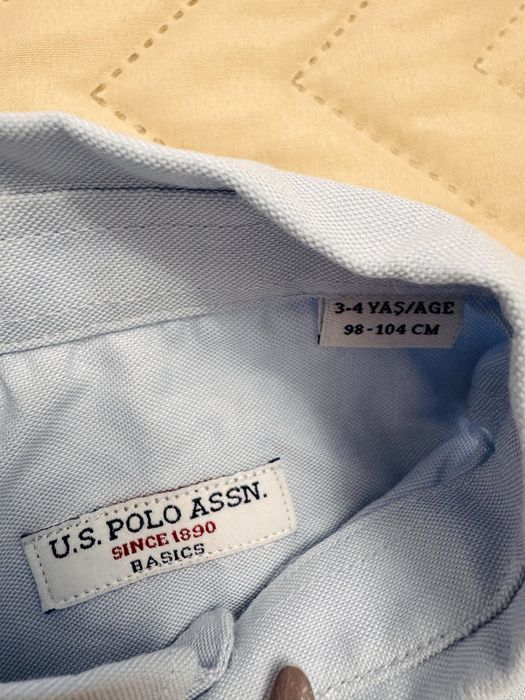 3-4 YAŞ/AGE
98-104 CM
U.S. POLO ASSN.
SINCE 1890
BASICS